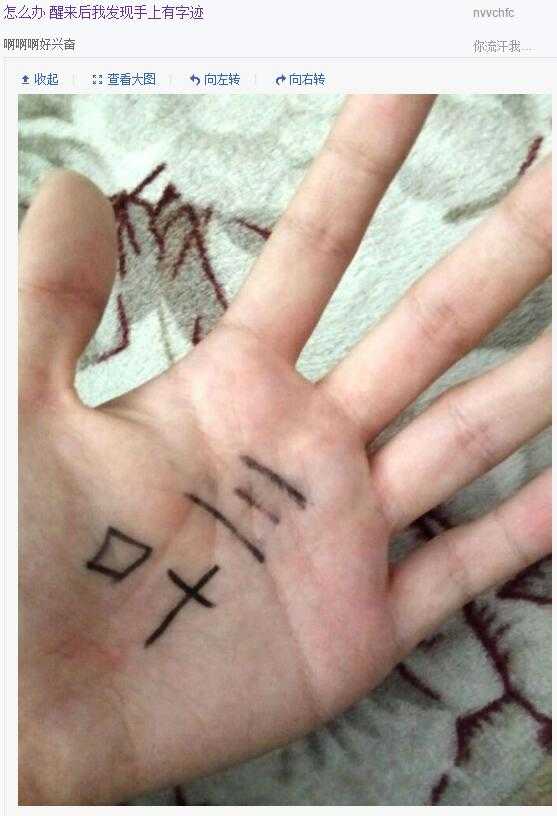 怎么办 醒来后我发现手上有字迹
nvvchfc
啊啊啊好兴奋
你流汗我...
收起 查看大图 向左转 向右转
三叶